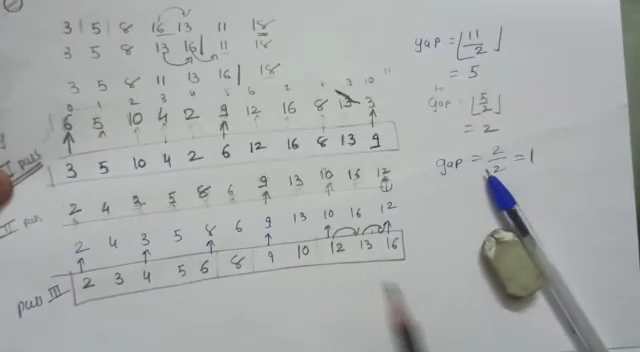 3 5 8 16 13 11 18
3 5 8 13 16 11 18
3 5 8 11 13 16 18
0 1 2 3 4 5 6 7 8 9 10 11
6 5 10 4 2 9 12 16 8 13 3
I pass
3 5 10 4 2 6 12 16 8 13 9
II
2 4 3 5 8 6 9 13 10 16 12
2 4 3 5 8 6 9 13 10 16 12
pass III
2 3 4 5 6 8 9 10 12 13 16
gap = ⌊11/2⌋
= 5
gap = ⌊5/2⌋
= 2
gap = 2/2 = 1